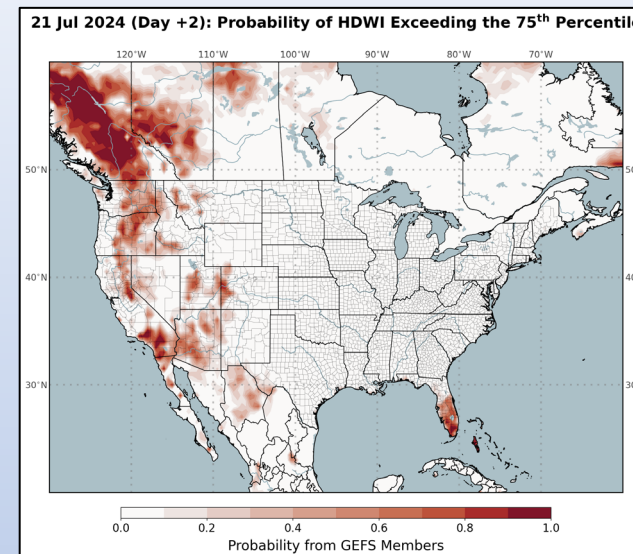 21 Jul 2024 (Day +2): Probability of HDWI Exceeding the 75th Percentile
120°W 110°W 100°W 90°W 80°W 70°W
50°N
40°N 40
30°N 30
0.0 0.2 0.4 0.6 0.8 1.0
Probability from GEFS Members